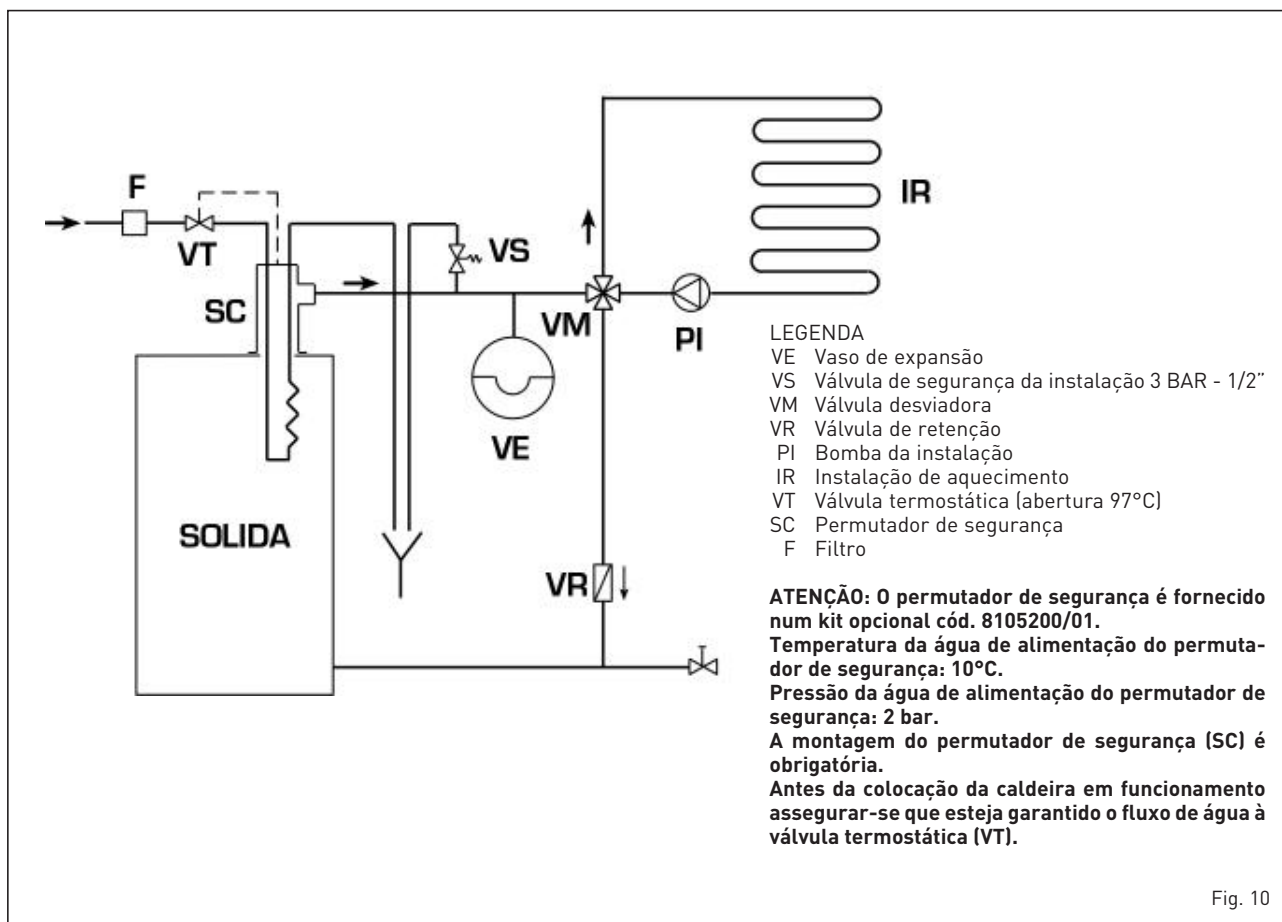 F
VT
VS
SC
VM
PI
IR
VE
SOLIDA
VR
LEGENDA
VE Vaso de expansão
VS Válvula de segurança da instalação 3 BAR - 1/2”
VM Válvula desviadora
VR Válvula de retenção
PI Bomba da instalação
IR Instalação de aquecimento
VT Válvula termostática (abertura 97°C)
SC Permutador de segurança
F Filtro
ATENÇÃO: O permutador de segurança é fornecido
num kit opcional cód. 8105200/01.
Temperatura da água de alimentação do permuta-
dor de segurança: 10°C.
Pressão da água de alimentação do permutador de
segurança: 2 bar.
A montagem do permutador de segurança (SC) é
obrigatória.
Antes da colocação da caldeira em funcionamento
assegurar-se que esteja garantido o fluxo de água à
válvula termostática (VT).
Fig. 10